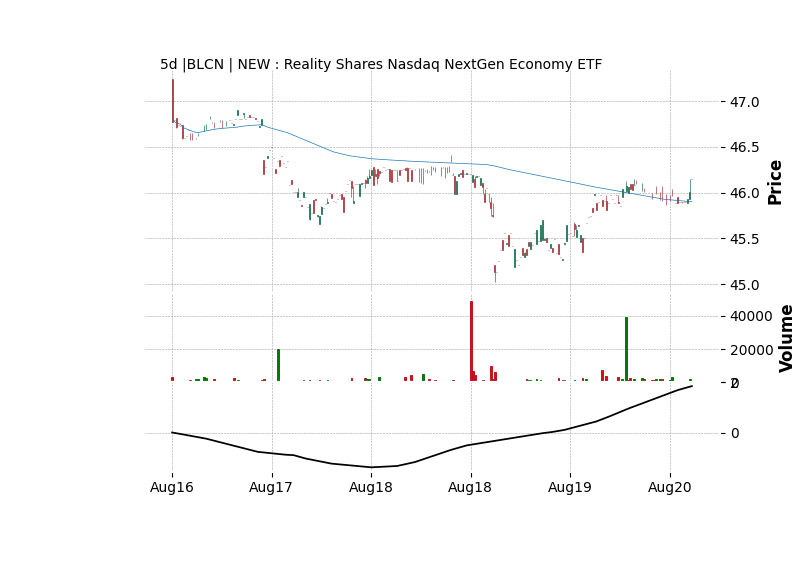 5d |BLCN | NEW : Reality Shares Nasdaq NextGen Economy ETF
47.0
46.5
46.0
45.5
45.0
Price
40000
20000
0
Volume
2
0
Aug16 Aug17 Aug18 Aug18 Aug19 Aug20